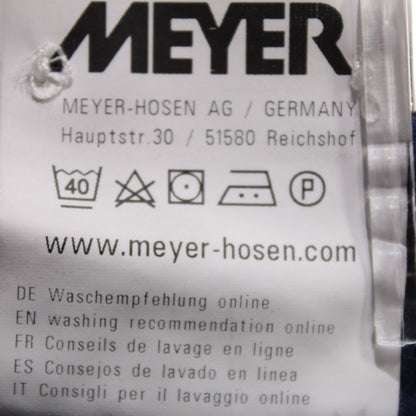 MEYER
MEYER-HOSEN AG / GERMANY
Hauptstr.30 / 51580 Reichshof
40 P
www.meyer-hosen.com
DE Waschempfehlung online
EN washing recommendation online
FR Conseils de lavage en ligne
ES Consejos de lavado en linea
IT Consigli per il lavaggio online